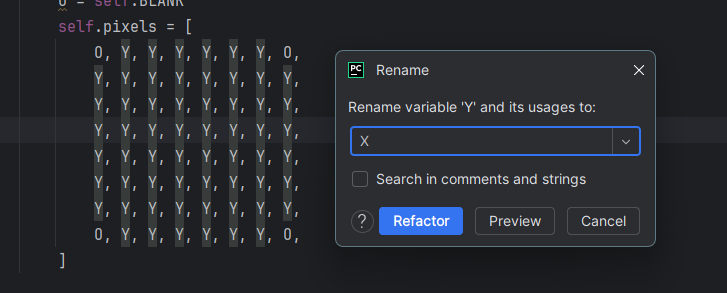 O = self.BLANK
self.pixels = [
O, Y, Y, Y, Y, Y, Y, O,
Y, Y, Y, Y, Y, Y, Y, Y,
Y, Y, Y, Y, Y, Y, Y, Y,
Y, Y, Y, Y, Y, Y, Y, Y,
Y, Y, Y, Y, Y, Y, Y, Y,
Y, Y, Y, Y, Y, Y, Y, Y,
Y, Y, Y, Y, Y, Y, Y, Y,
O, Y, Y, Y, Y, Y, Y, O,
]
PC
Rename
Rename variable 'Y' and its usages to:
X
Search in comments and strings
?
Refactor
Preview
Cancel